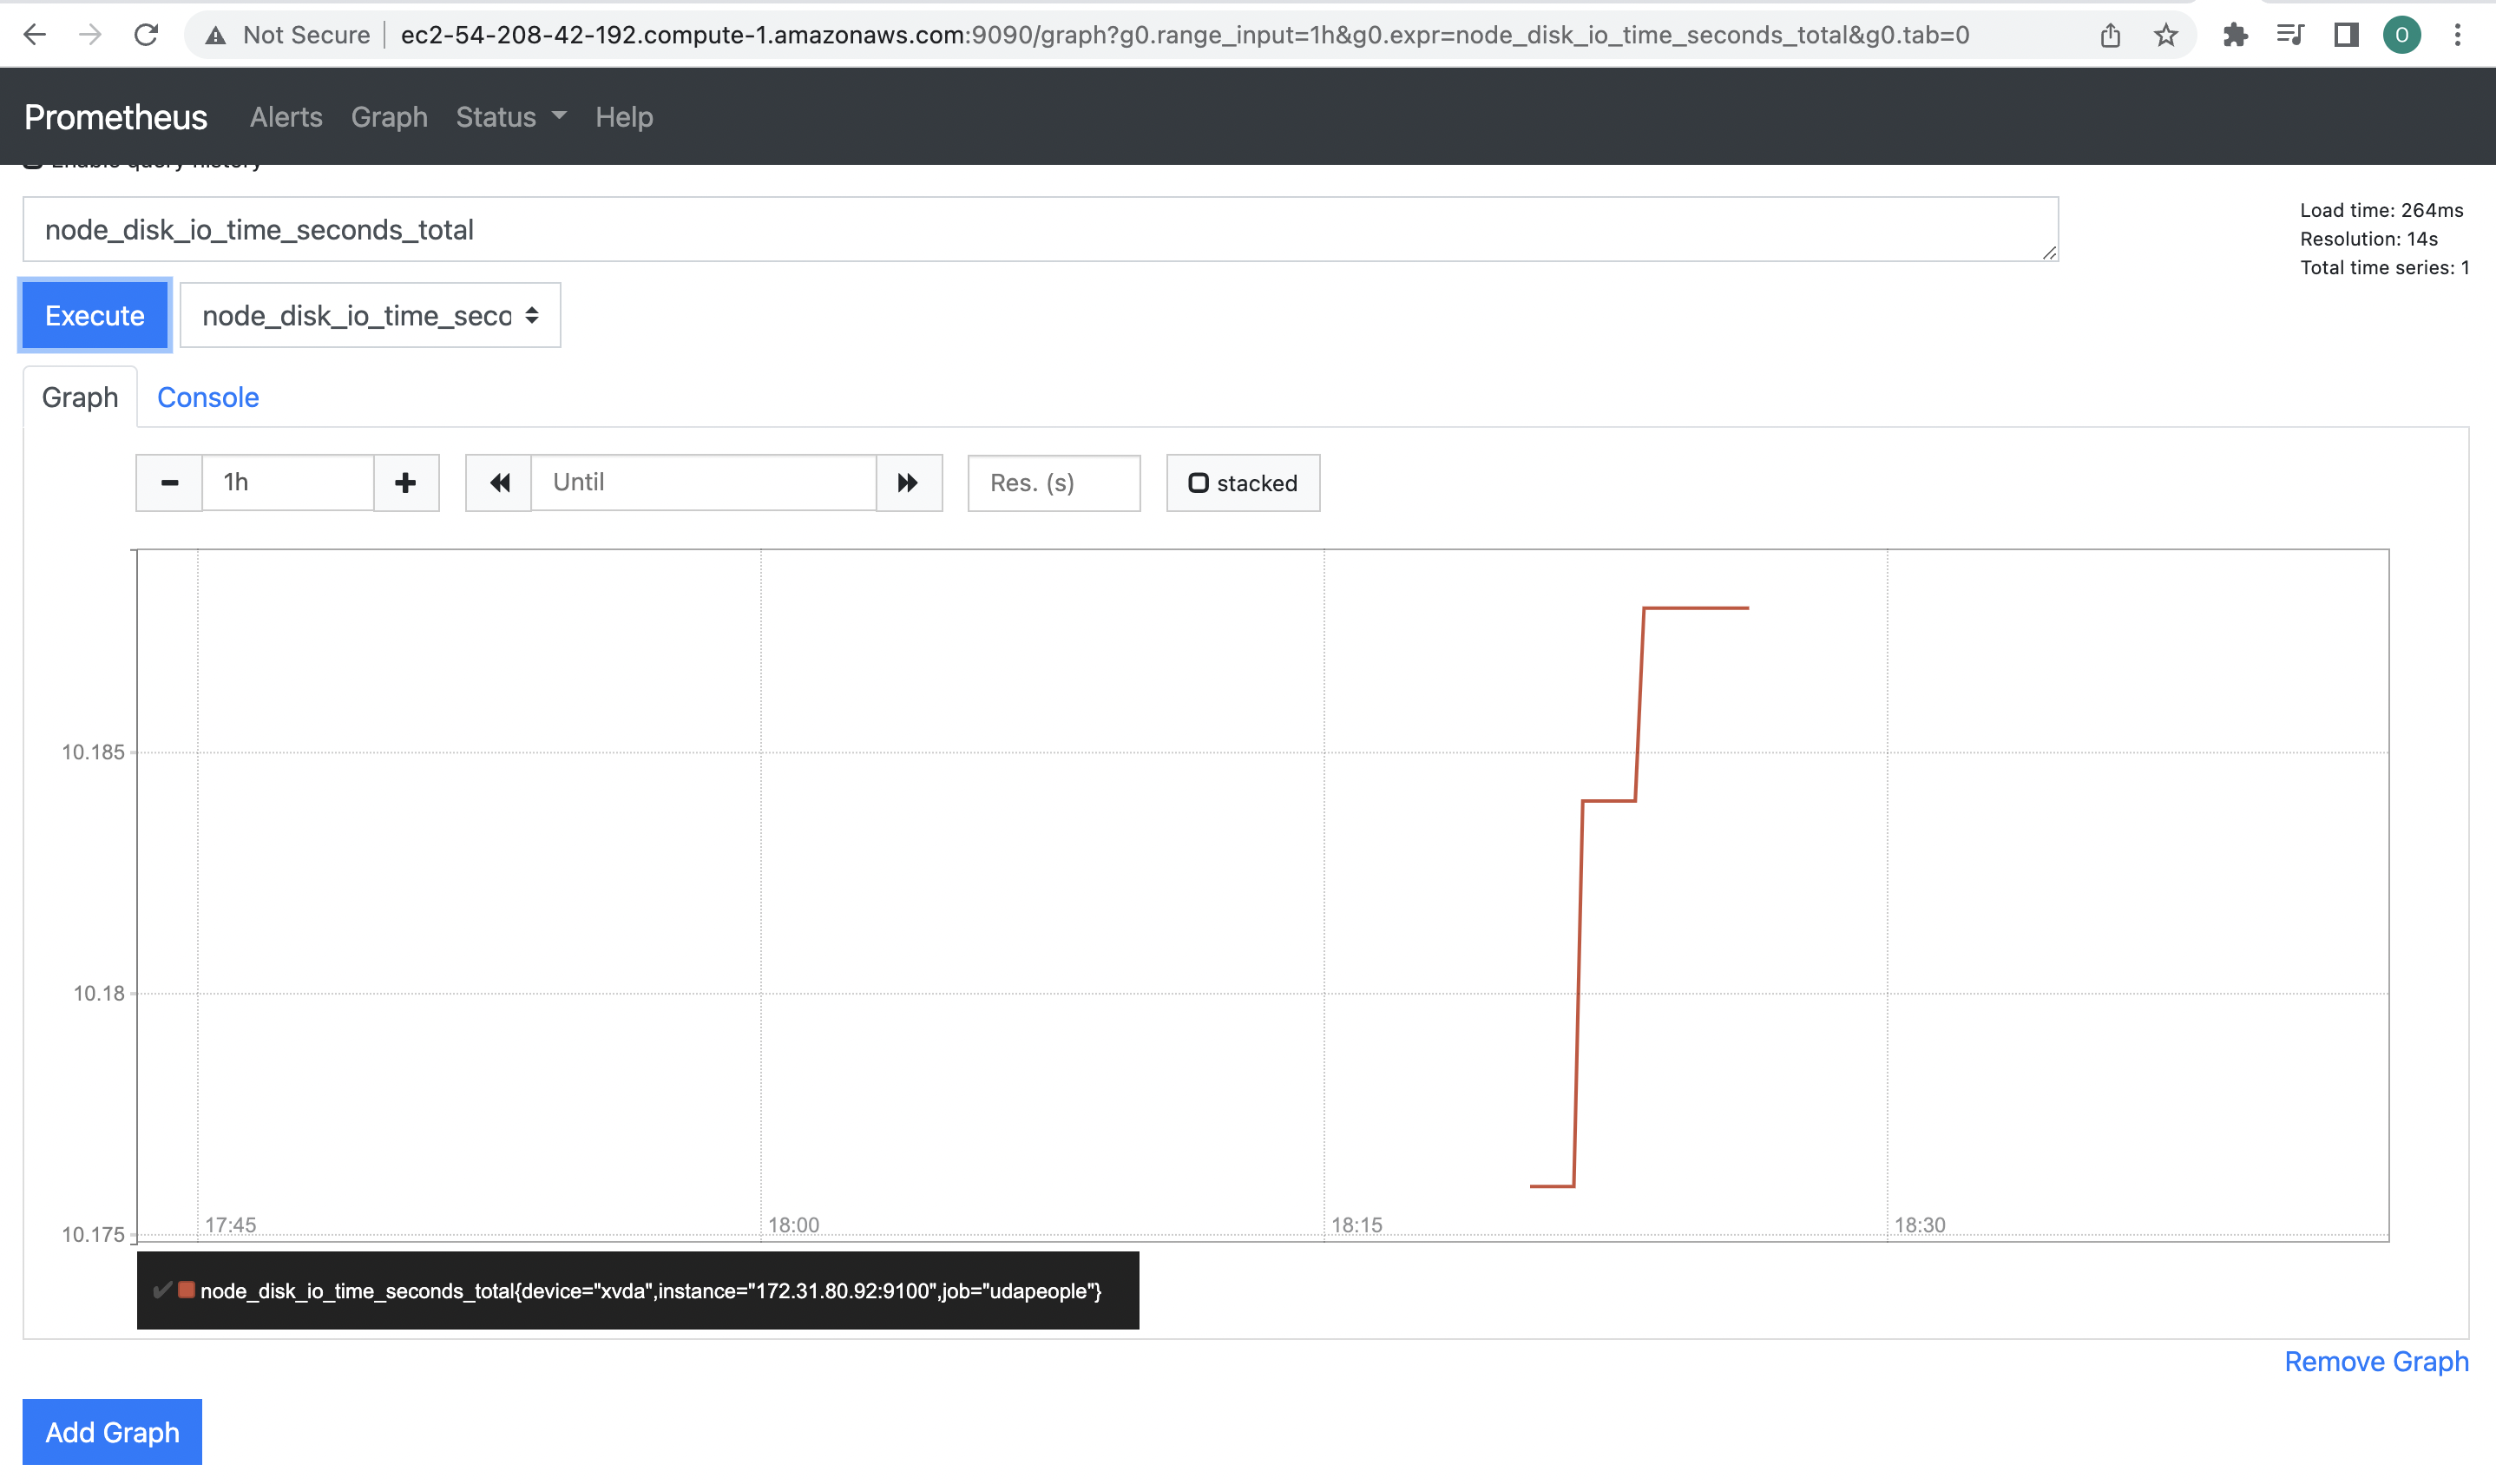 Not Secure ec2-54-208-42-192.compute-1.amazonaws.com:9090/graph?g0.range_input=1h&g0.expr=node_disk_io_time_seconds_total&g0.tab=0 O
Prometheus Alerts Graph Status Help
Enable query history
node_disk_io_time_seconds_total
Load time: 264ms
Resolution: 14s
Total time series: 1
Execute node_disk_io_time_seco
Graph Console
1h Until Res. (s) stacked
10.185
10.18
10.175
17:45 18:00 18:15 18:30
node_disk_io_time_seconds_total{device="xvda",instance="172.31.80.92:9100",job="udapeople"}
Remove Graph
Add Graph